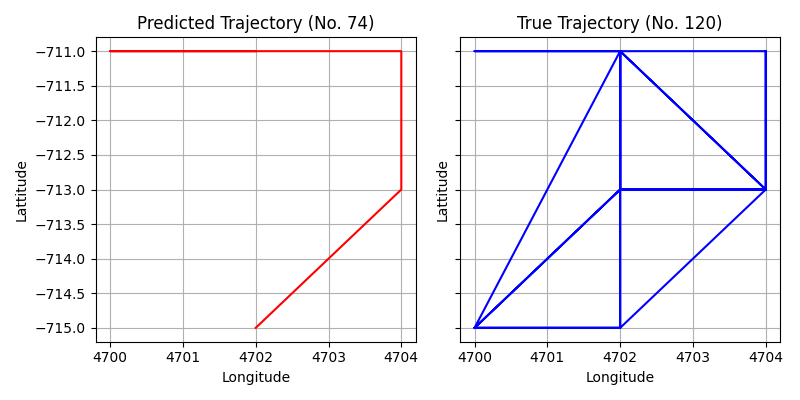 Predicted Trajectory (No. 74)
True Trajectory (No. 120)
−711.0
−711.5
−712.0
−712.5
−713.0
−713.5
−714.0
−714.5
−715.0
Lattitude
Lattitude
4700 4701 4702 4703 4704
4700 4701 4702 4703 4704
Longitude
Longitude